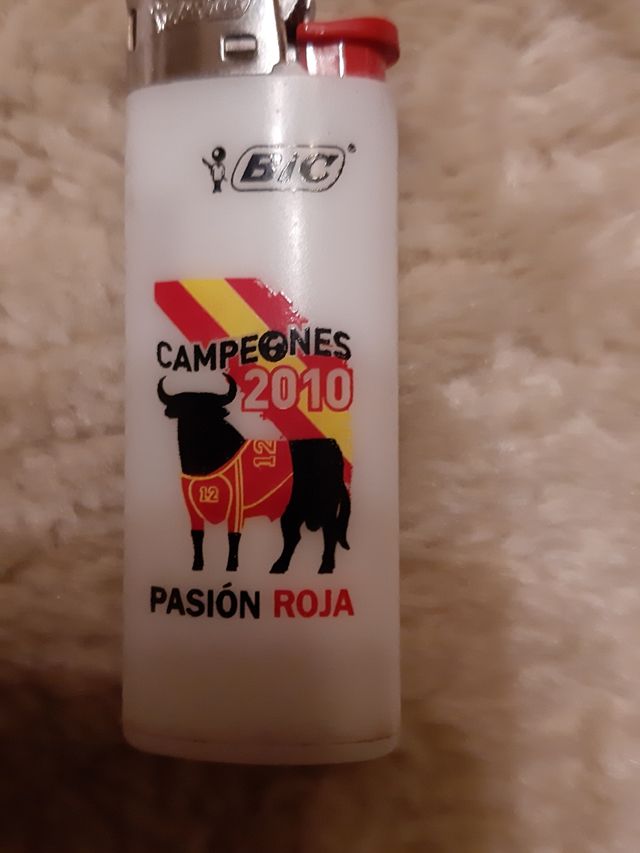 BIC®
CAMPEONES
2010
12
12
PASIÓN ROJA